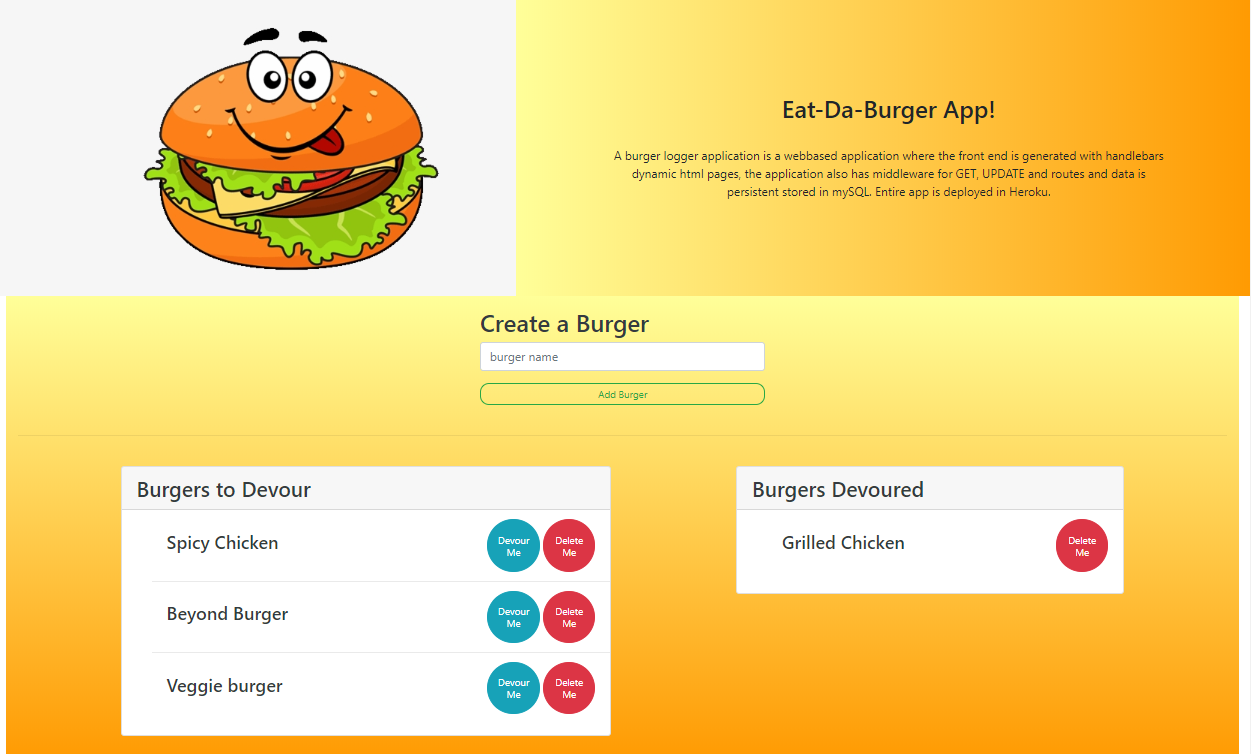 Eat-Da-Burger App!
A burger logger application is a webbased application where the front end is generated with handlebars
dynamic html pages, the application also has middleware for GET, UPDATE and routes and data is
persistent stored in mySQL. Entire app is deployed in Heroku.
Create a Burger
burger name
Add Burger
Burgers to Devour
Spicy Chicken
Devour
Me
Delete
Me
Beyond Burger
Devour
Me
Delete
Me
Veggie burger
Devour
Me
Delete
Me
Burgers Devoured
Grilled Chicken
Delete
Me